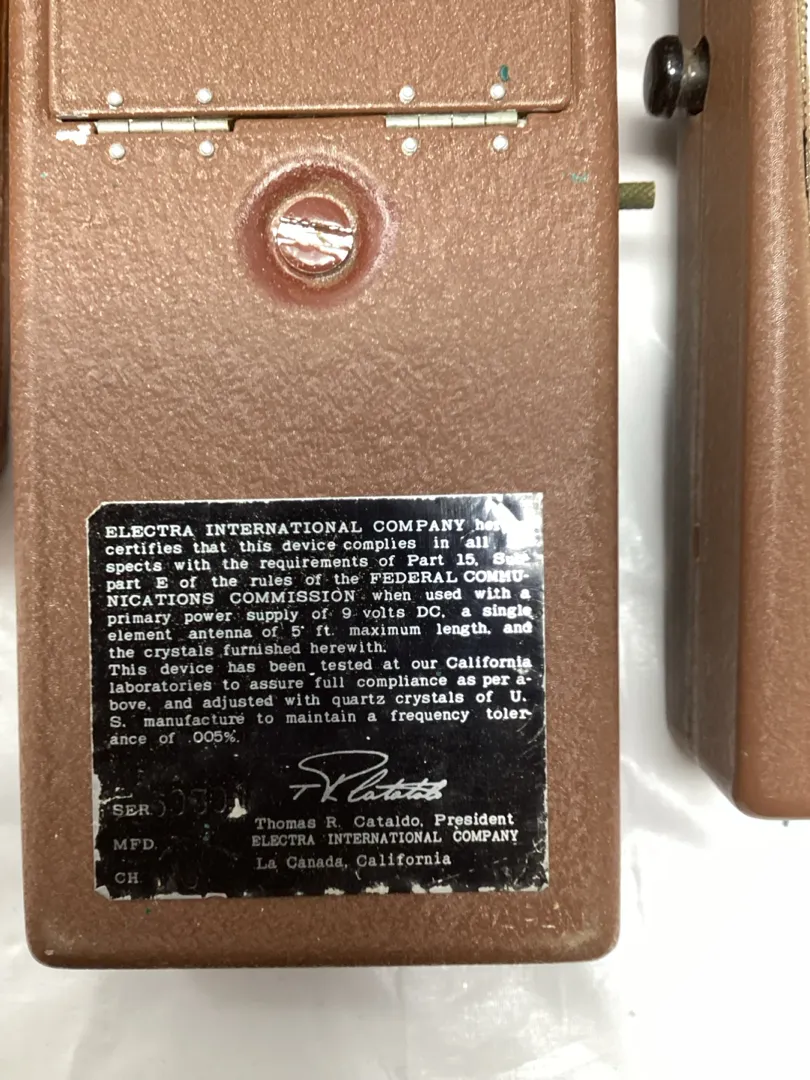 ELECTRA INTERNATIONAL COMPANY
certifies that this device complies in all
spects with the requirements of Part 15, Sub-
part E of the rules of the FEDERAL COMMU-
NICATIONS COMMISSION when used with a
primary power supply of 9 volts DC, a single
element antenna of 5 ft. maximum length, and
the crystals furnished herewith.
This device has been tested at our California
laboratories to assure full compliance as per a-
bove, and adjusted with quartz crystals of U.
S. manufacture to maintain a frequency toler-
ance of .005%.
SER
Thomas R. Cataldo, President
MFD. ELECTRA INTERNATIONAL COMPANY
La Canada, California
CH
JAPAN